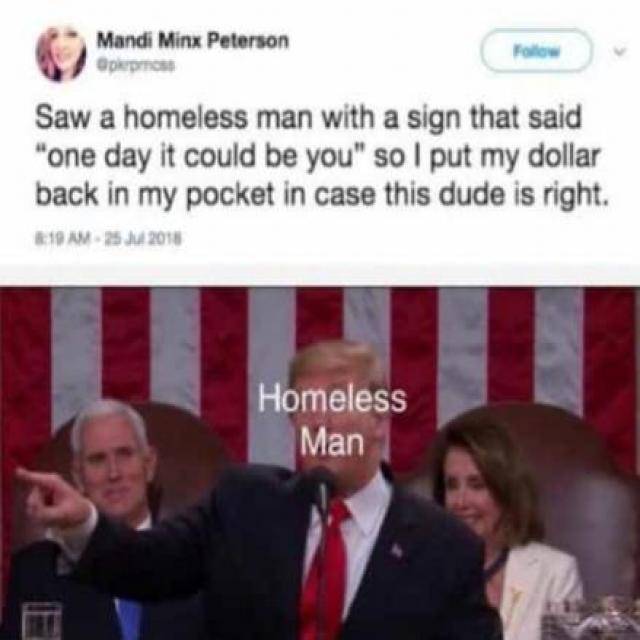 Mandi Minx Peterson
Follow
@pkrprncss
Saw a homeless man with a sign that said
"one day it could be you" so I put my dollar
back in my pocket in case this dude is right.
8:19 AM - 25 Jul 2018
Homeless
Man